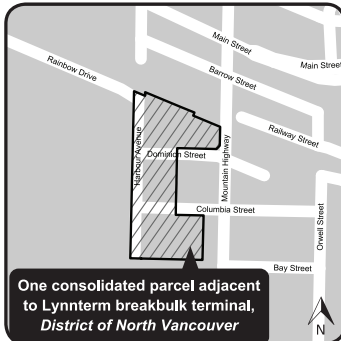 Main Street
Main Street
Rainbow Drive
Barrow Street
Railway Street
Harbour Avenue
Dominion Street
Mountain Highway
Columbia Street
Orwell Street
Bay Street
One consolidated parcel adjacent
to Lynnterm breakbulk terminal,
District of North Vancouver
N